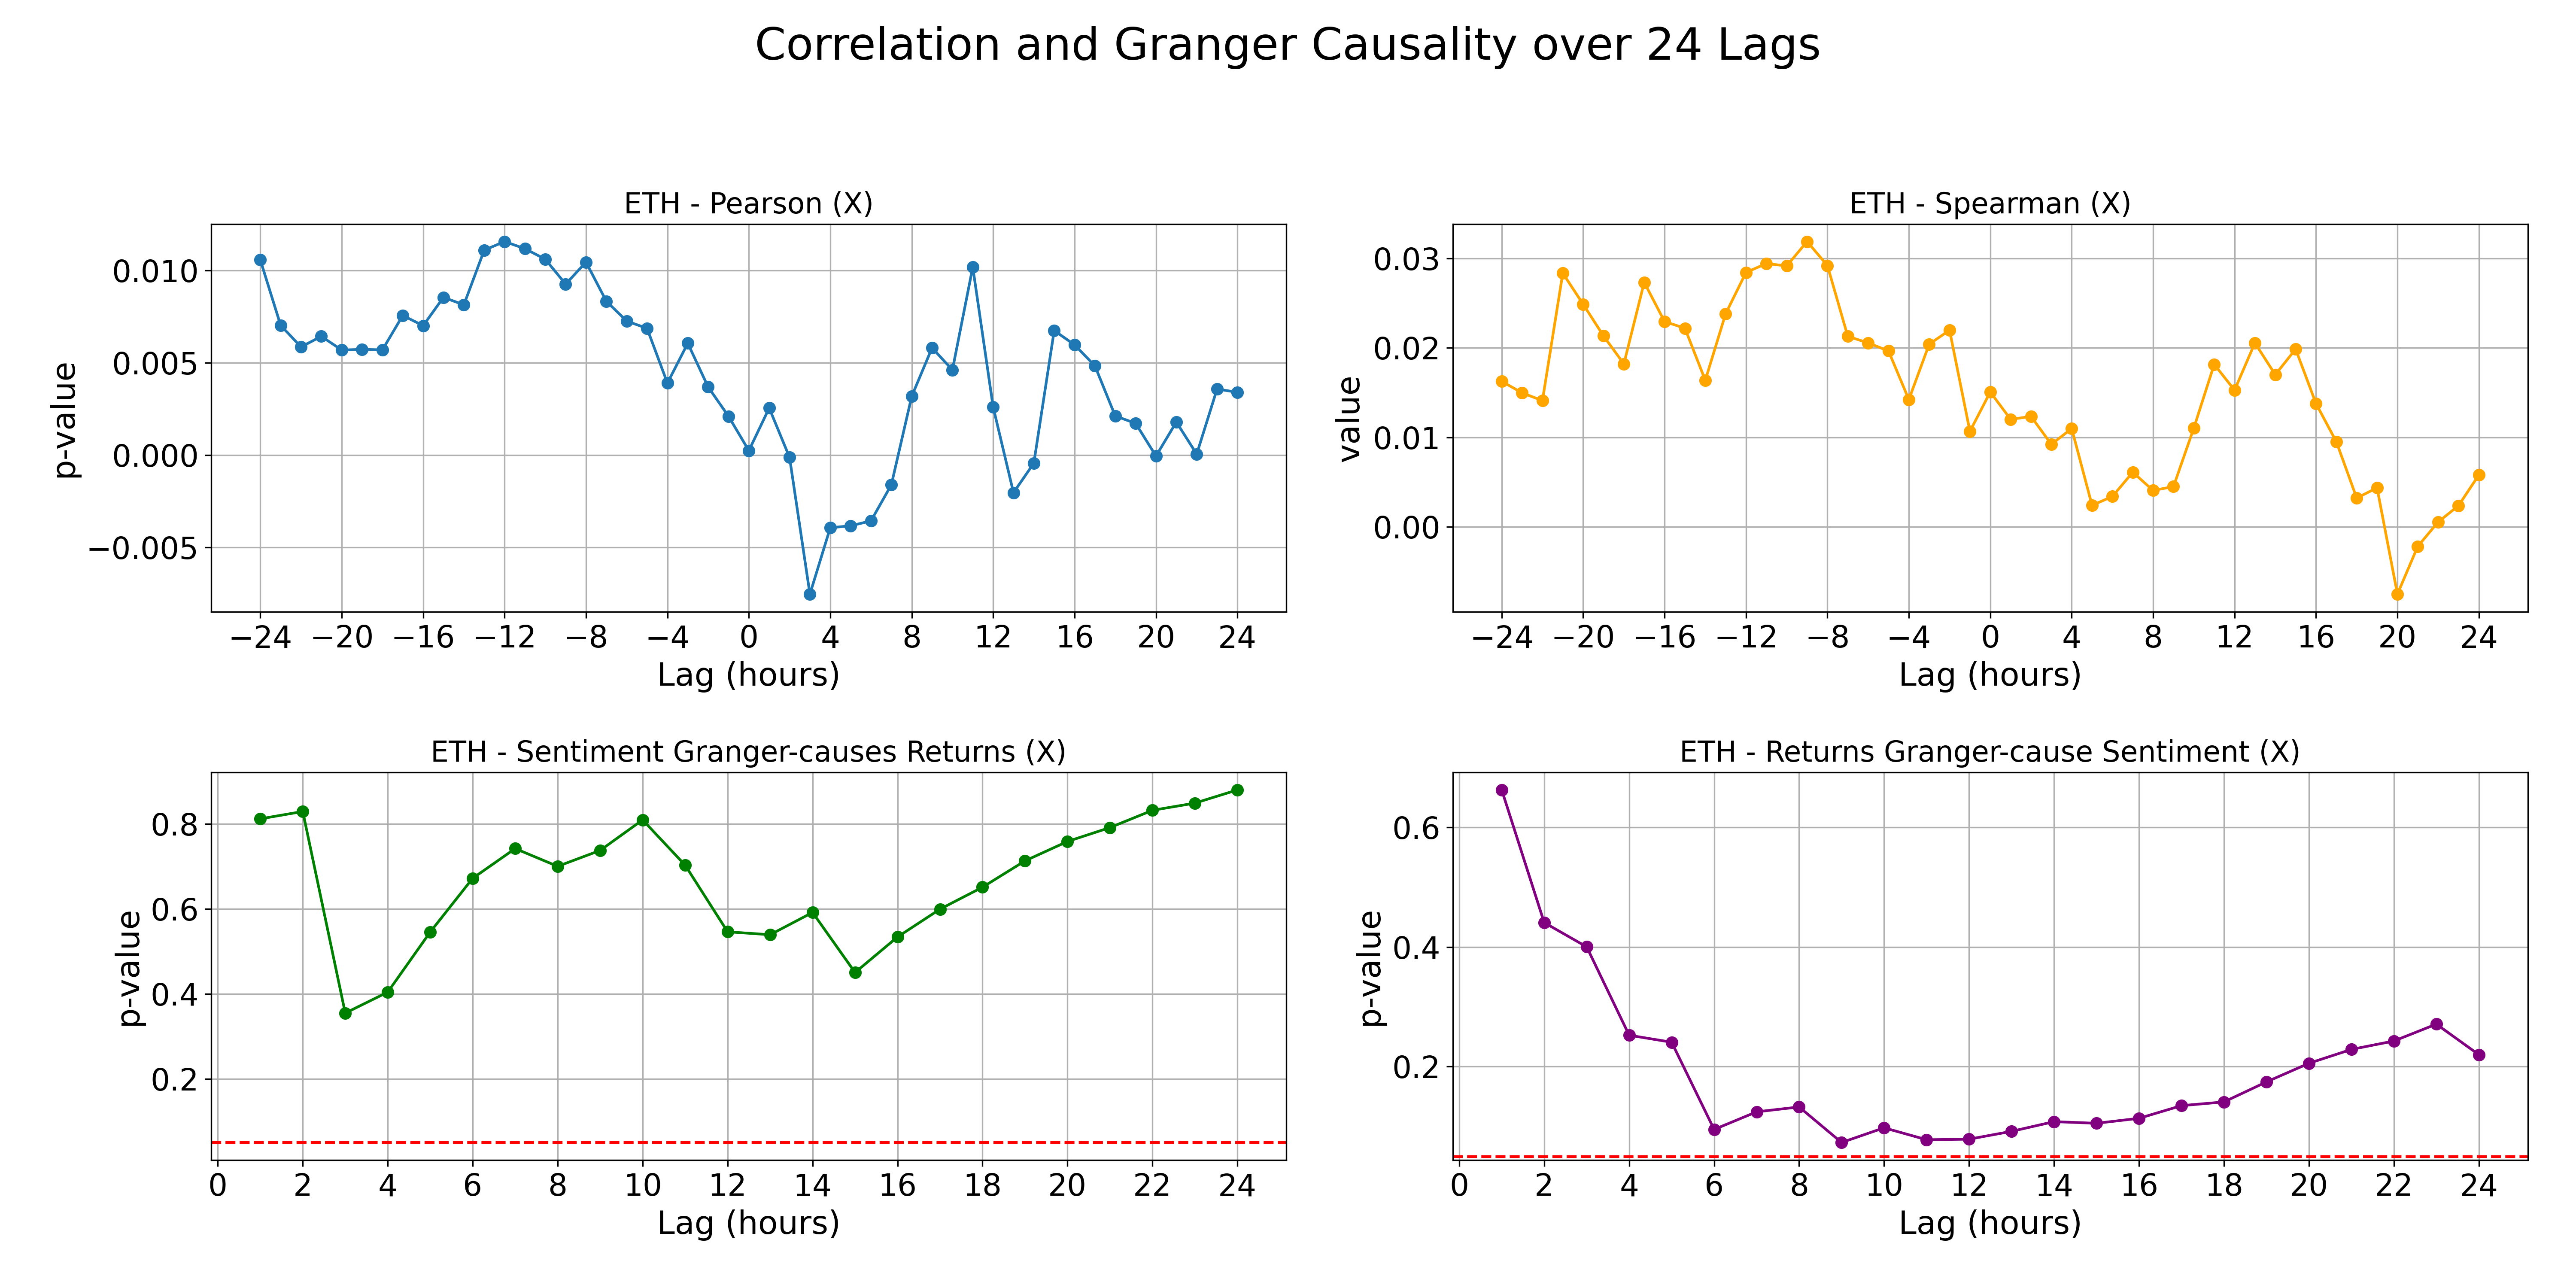 Correlation and Granger Causality over 24 Lags
ETH - Pearson (X)
p-value
0.010
0.005
0.000
−0.005
−24 −20 −16 −12 −8 −4 0 4 8 12 16 20 24
Lag (hours)
ETH - Spearman (X)
value
0.03
0.02
0.01
0.00
−24 −20 −16 −12 −8 −4 0 4 8 12 16 20 24
Lag (hours)
ETH - Sentiment Granger-causes Returns (X)
p-value
0.8
0.6
0.4
0.2
0 2 4 6 8 10 12 14 16 18 20 22 24
Lag (hours)
ETH - Returns Granger-cause Sentiment (X)
p-value
0.6
0.4
0.2
0 2 4 6 8 10 12 14 16 18 20 22 24
Lag (hours)